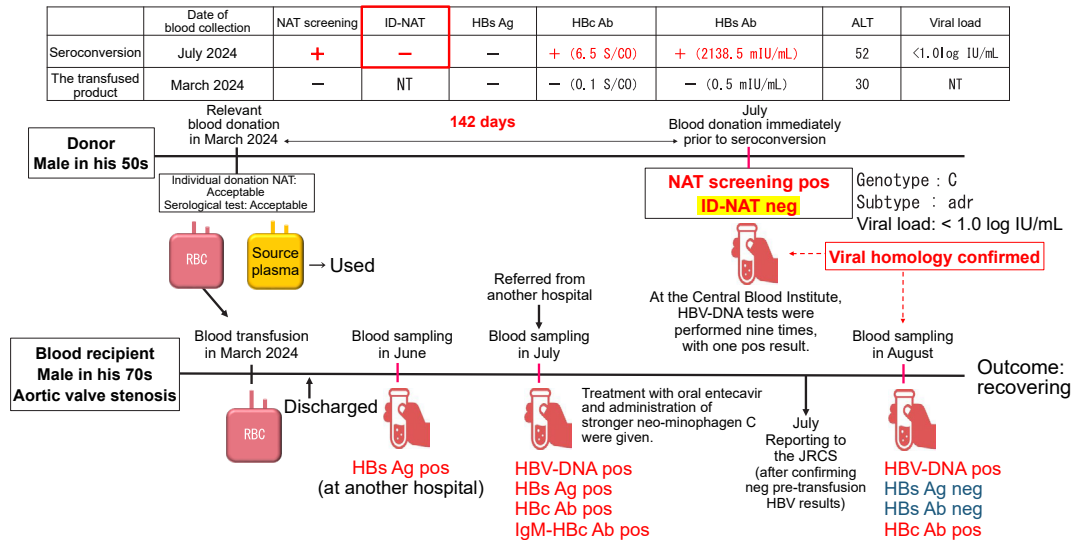 Date of
blood collection
NAT screening
ID-NAT
HBs Ag
HBc Ab
HBs Ab
ALT
Viral load
Seroconversion
July 2024
+
−
−
+ (6.5 S/CO)
+ (2138.5 mIU/mL)
52
<1.0log IU/mL
The transfused
product
March 2024
−
NT
−
− (0.1 S/CO)
− (0.5 mIU/mL)
30
NT
Relevant
blood donation
in March 2024
142 days
July
Blood donation immediately
prior to seroconversion
Donor
Male in his 50s
Individual donation NAT:
Acceptable
Serological test: Acceptable
NAT screening pos
ID-NAT neg
Genotype : C
Subtype : adr
Viral load: < 1.0 log IU/mL
RBC
Source
plasma
→ Used
Viral homology confirmed
At the Central Blood Institute,
HBV-DNA tests were
performed nine times,
with one pos result.
Referred from
another hospital
Blood transfusion
in March 2024
Blood sampling
in June
Blood sampling
in July
Blood sampling
in August
Blood recipient
Male in his 70s
Aortic valve stenosis
Outcome:
recovering
RBC
Discharged
Treatment with oral entecavir
and administration of
stronger neo-minophagen C
were given.
July
Reporting to
the JRCS
(after confirming
neg pre-transfusion
HBV results)
HBs Ag pos
(at another hospital)
HBV-DNA pos
HBs Ag pos
HBc Ab pos
IgM-HBc Ab pos
HBV-DNA pos
HBs Ag neg
HBs Ab neg
HBc Ab pos